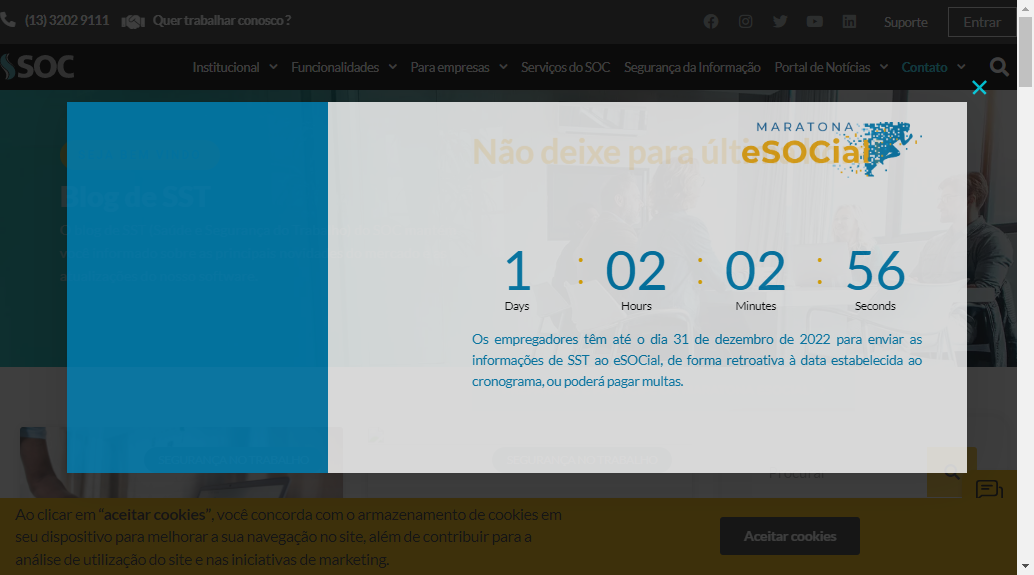 (13) 3202 9111 Quer trabalhar conosco ? Suporte Entrar
SOC Institucional Funcionalidades Para empresas Serviços do SOC Segurança da Informação Portal de Notícias Contato
MARATONA
eSOCial
Não deixe para últi
Blog de SST
1 : 02 : 02 : 56
Days Hours Minutes Seconds
Os empregadores têm até o dia 31 de dezembro de 2022 para enviar as
informações de SST ao eSOCial, de forma retroativa à data estabelecida ao
cronograma, ou poderá pagar multas.
Procurar
Ao clicar em “aceitar cookies”, você concorda com o armazenamento de cookies em
seu dispositivo para melhorar a sua navegação no site, além de contribuir para a
análise de utilização do site e nas iniciativas de marketing.
Aceitar cookies